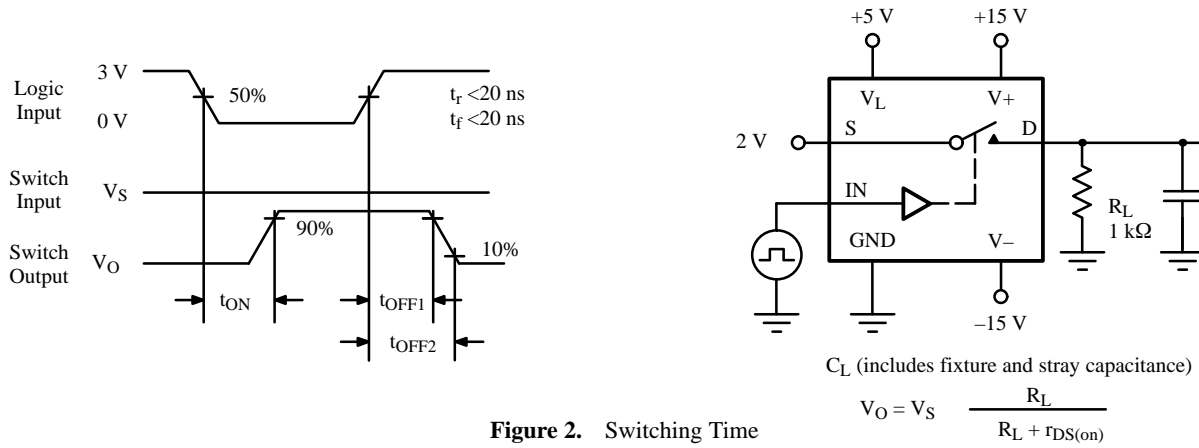 Logic
Input
3 V
0 V
50%
t_r <20 ns
t_f <20 ns
Switch
Input
V_S
Switch
Output
V_O
90%
10%
t_ON
t_OFF1
t_OFF2
+5 V
+15 V
V_L
V+
2 V
S
D
IN
GND
V–
R_L
1 kΩ
–15 V
C_L (includes fixture and stray capacitance)
V_O = V_S R_L
R_L + r_DS(on)
Figure 2. Switching Time